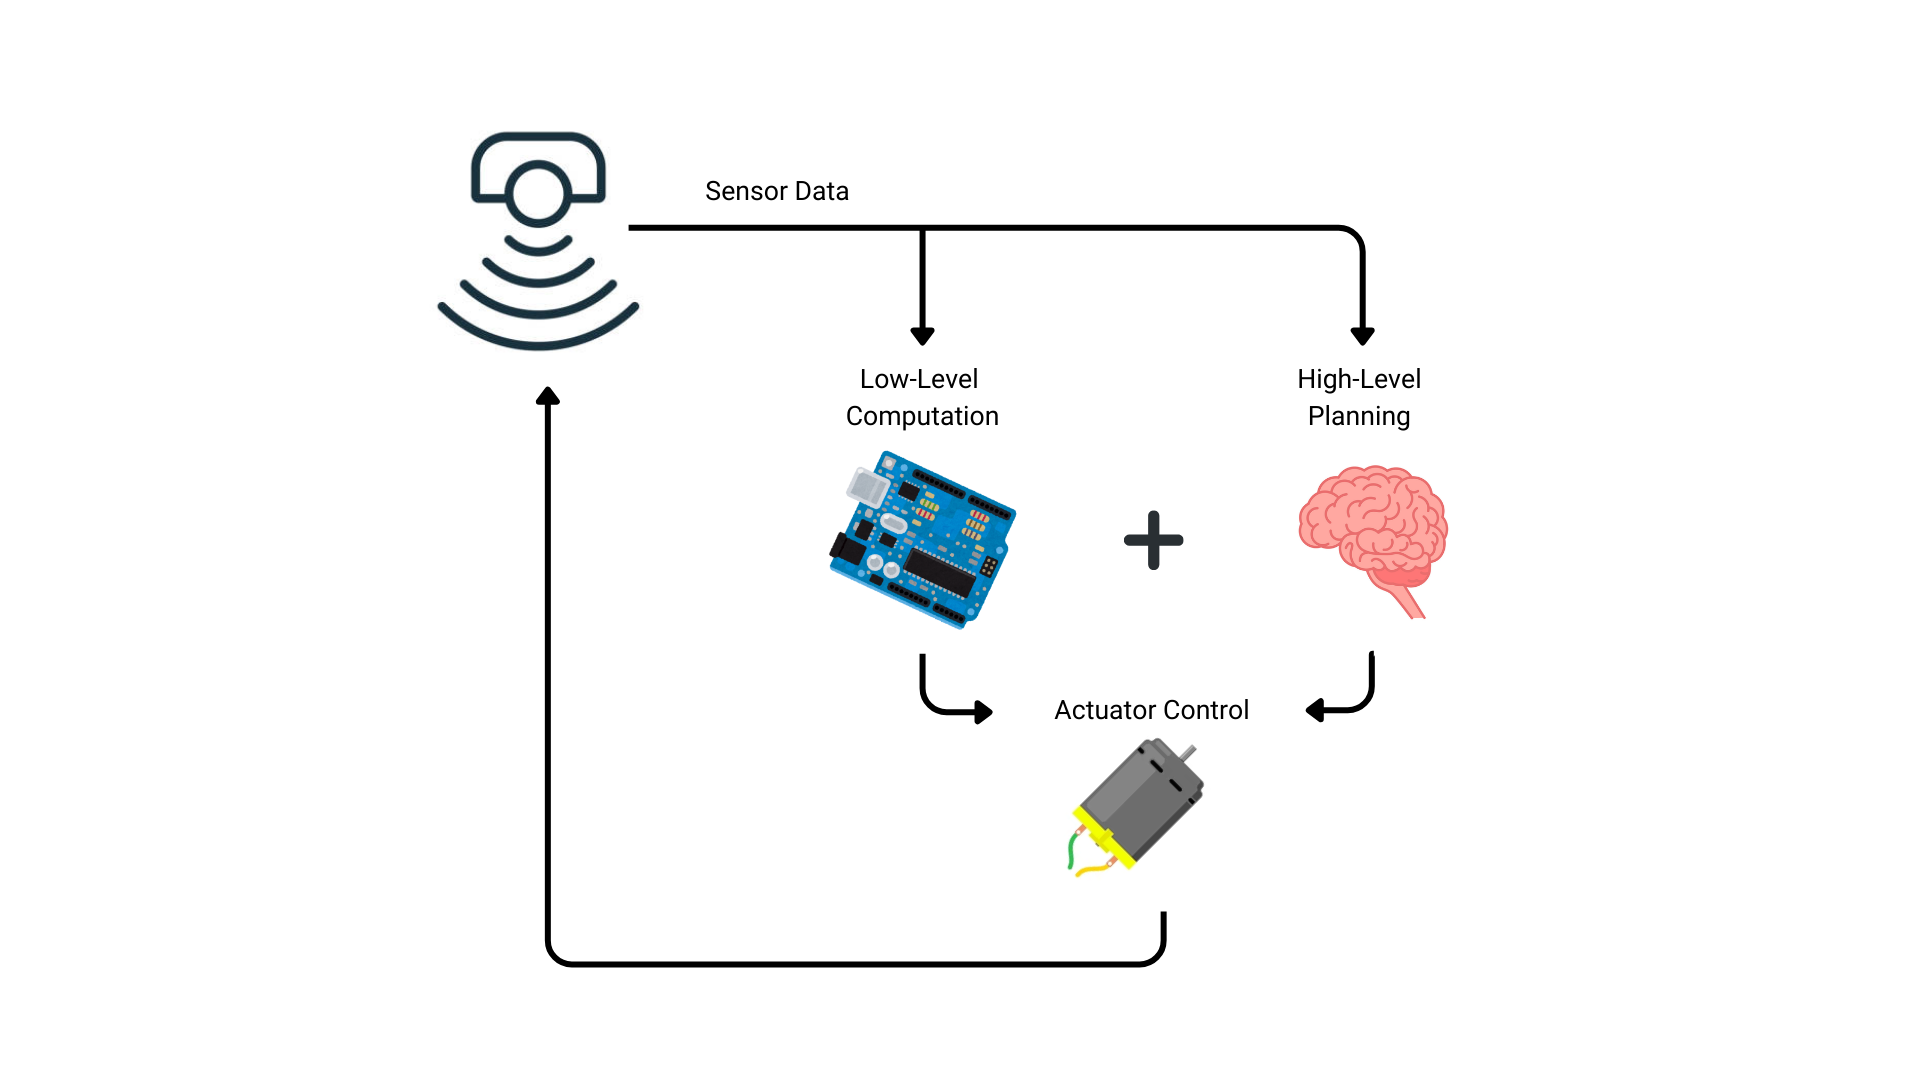 Sensor Data
Low-Level
Computation
High-Level
Planning
Actuator Control